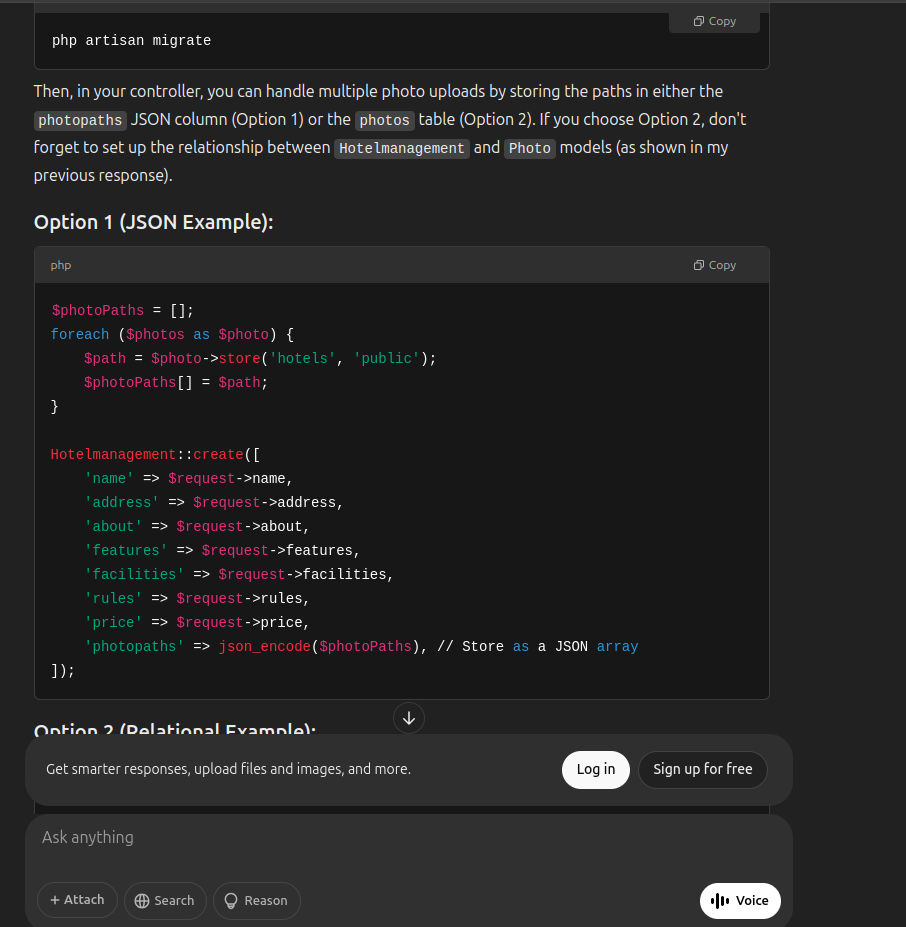 Copy
php artisan migrate
Then, in your controller, you can handle multiple photo uploads by storing the paths in either the
photopaths JSON column (Option 1) or the photos table (Option 2). If you choose Option 2, don't
forget to set up the relationship between Hotelmanagement and Photo models (as shown in my
previous response).
Option 1 (JSON Example):
php Copy
$photoPaths = [];
foreach ($photos as $photo) {
    $path = $photo->store('hotels', 'public');
    $photoPaths[] = $path;
}

Hotelmanagement::create([
    'name' => $request->name,
    'address' => $request->address,
    'about' => $request->about,
    'features' => $request->features,
    'facilities' => $request->facilities,
    'rules' => $request->rules,
    'price' => $request->price,
    'photopaths' => json_encode($photoPaths), // Store as a JSON array
]);
Option 2 (Relational Example):
Get smarter responses, upload files and images, and more. Log in Sign up for free
Ask anything
+ Attach Search Reason Voice